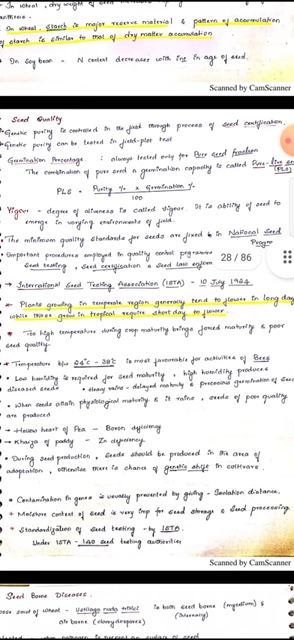 In wheat, dry weight of
anthesis.
In wheat, starch is major reserve material & pattern of accumulation
of starch is similar to that of dry matter accumulation
In Soy bean - N content decreases with ing in age of seed.
Scanned by CamScanner
Seed Quality
Genetic purity is controlled in the field through process of seed certification.
Genetic purity can be tested in field-plot test
Germination Percentage : always tested only for Pure seed fraction
The combination of pure seed & germination capacity is called Pure-live
(PLS)
PLS = Purity % x Germination %
100
Vigour - degree of aliveness is called vigour. It is ability of seed to
emerge in varying environments of field.
The minimum quality standards for seeds are fixed in National Seed
Important procedures employed in quality control programme
Seed testing, Seed certification & Seed law enforce
28 / 86
→ International Seed Testing Association (ISTA) - 10 July 1924.
Plants growing in temperate region generally tend to flower in long day
while those grow in tropical require short day to flower.
Too high temperature during crop maturity brings forced maturity & poor
seed quality.
Temperature b/w 24°c - 38°c is most favorable for activities of Bees
Low humidity is required for seed maturity, high humidity produces
diseased seeds • Heavy rains - delayed maturity & precocious germination of seed
When seeds attain physiological maturity & it rains, seeds of poor quality
are produced
→ Hollow heart of Pea - Boron deficiency
→ Khaira of paddy - Zn deficiency.
During seed production, seeds should be produced in its area of
adaptation, otherwise there is chance of genetic shift in cultivars.
Contamination in genes is usually prevented by giving - Isolation distance.
Moisture content of seed is very imp for seed storage & seed processing.
Standardization of seed testing - by ISTA.
Under ISTA - 140 seed testing authorities
Scanned by CamScanner
Seed Borne Diseases.
loose smut of wheat - Ustilago nuda tritici is both seed borne (mycelium) &
air borne (chlamydospores) (internally)